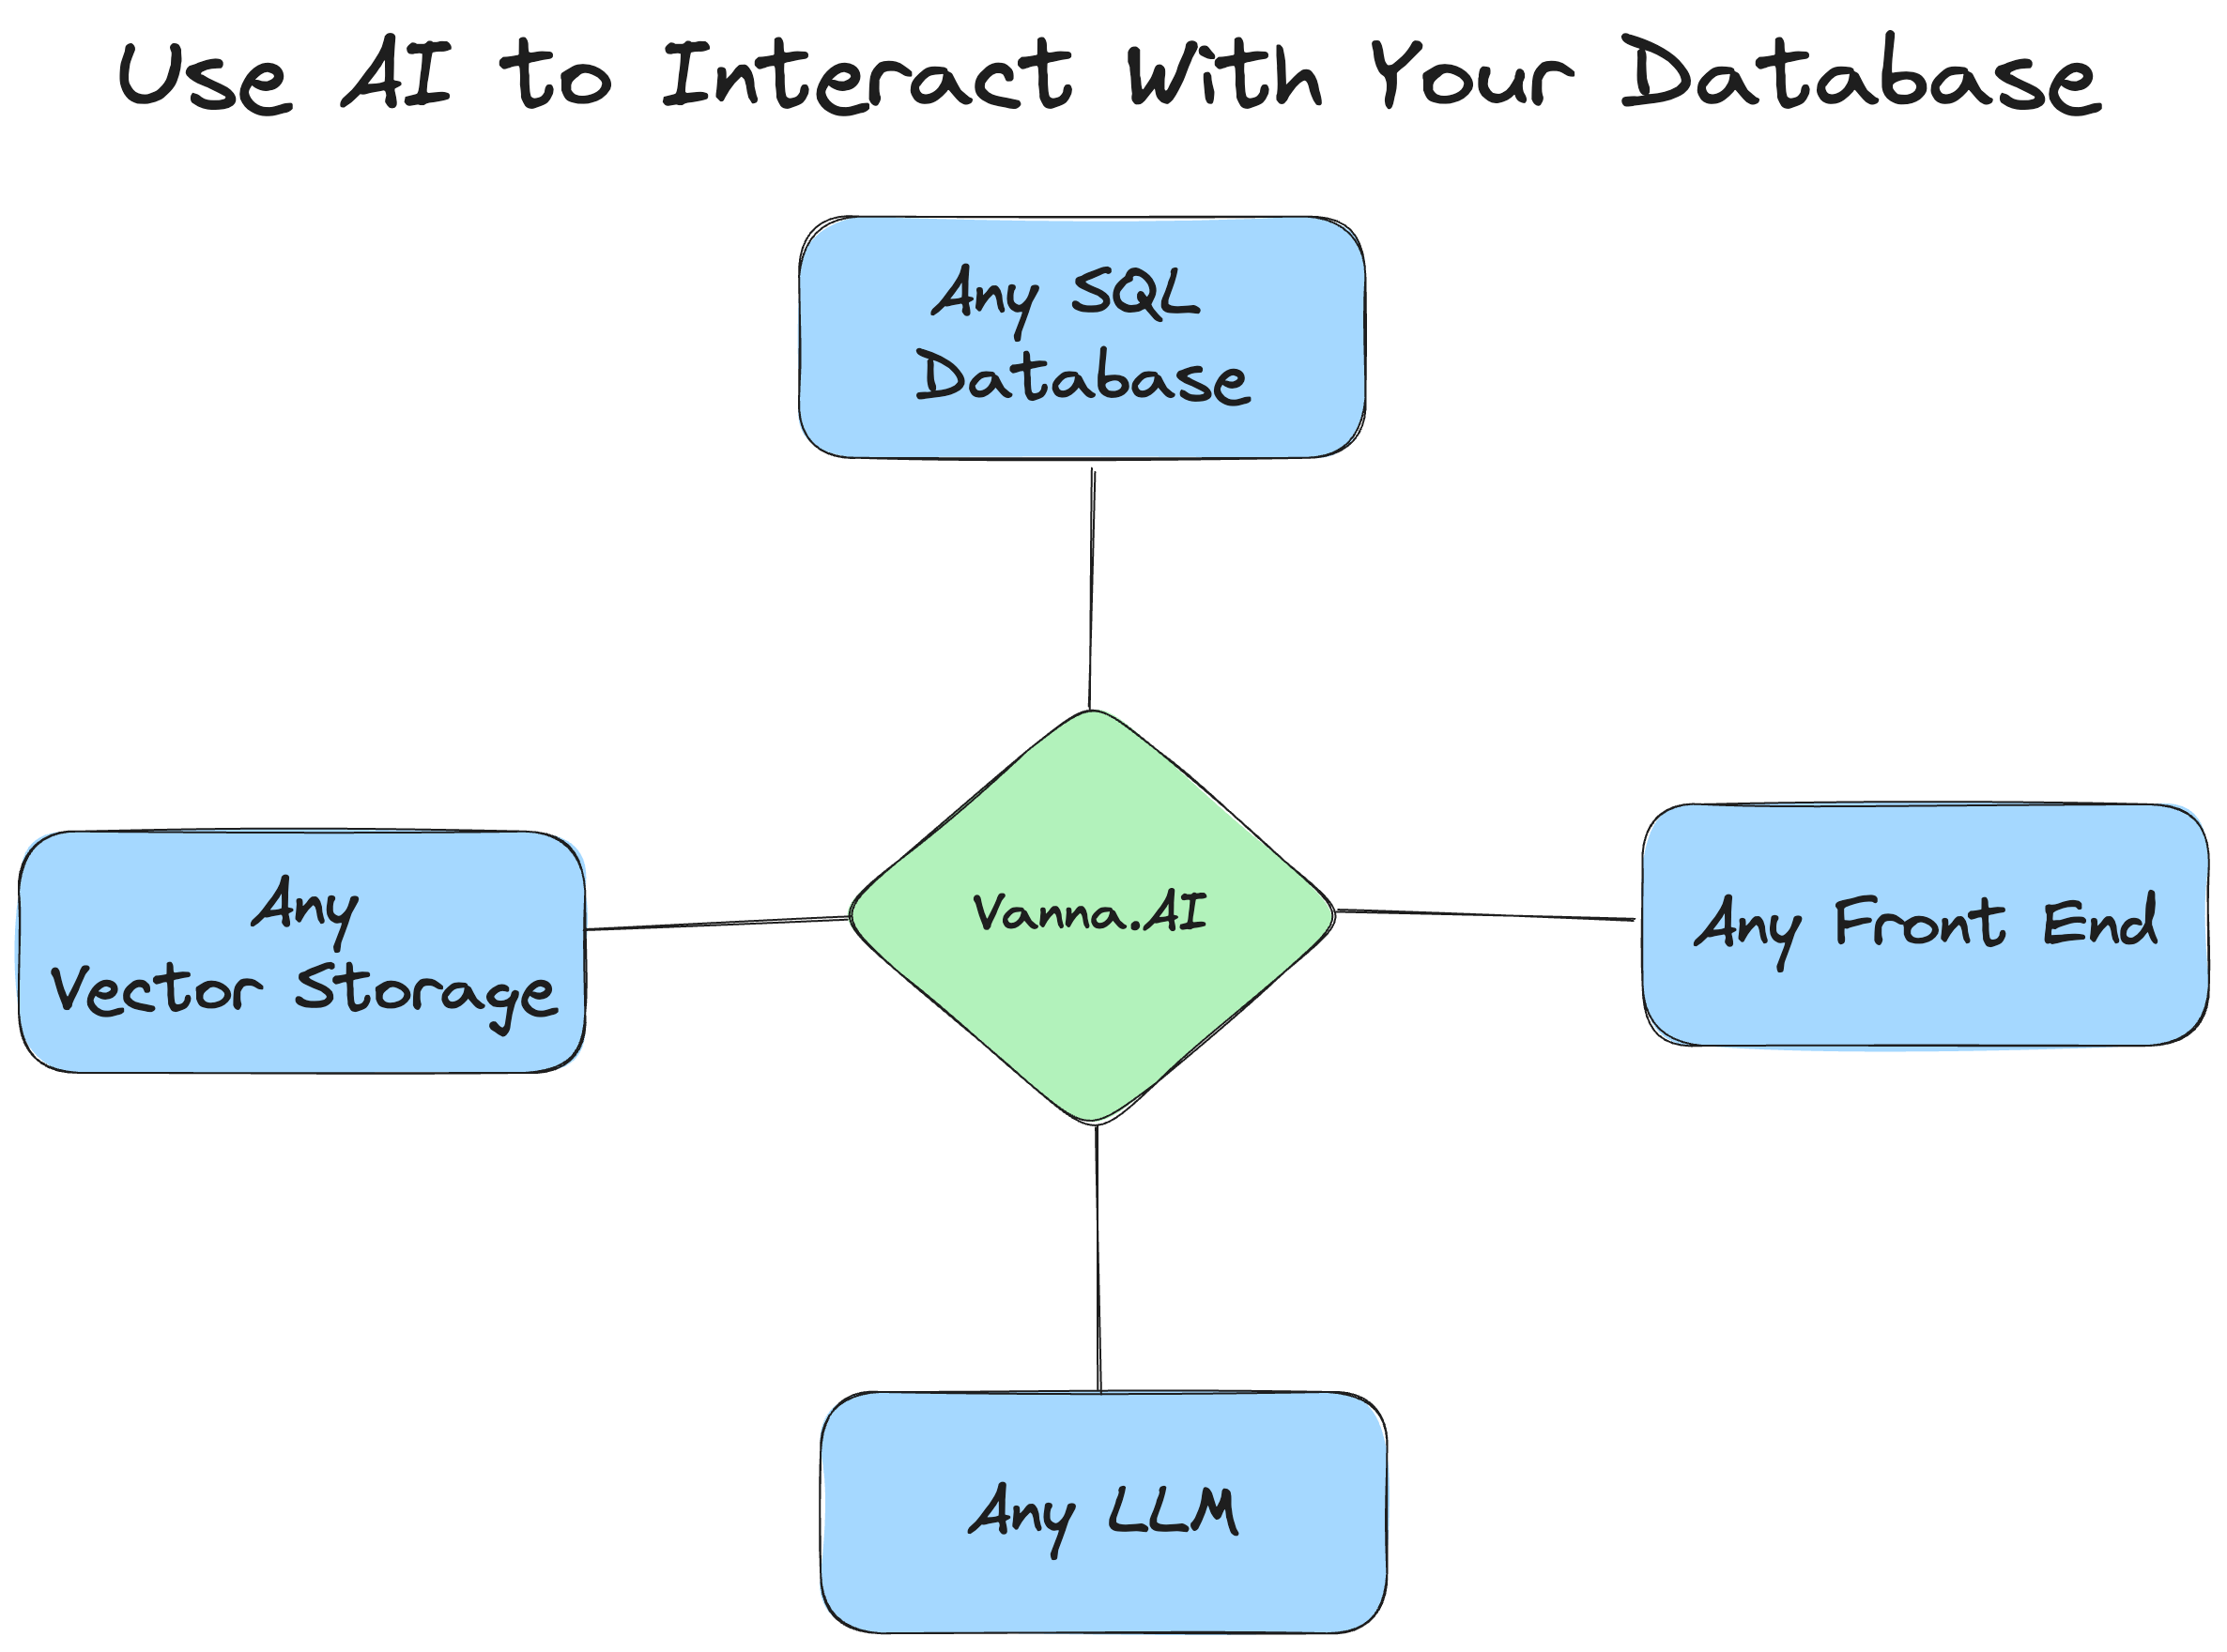 Use AI to Interact With Your Database
Any SQL
Database
Any
Vector Storage
Vanna.AI
Any Front End
Any LLM